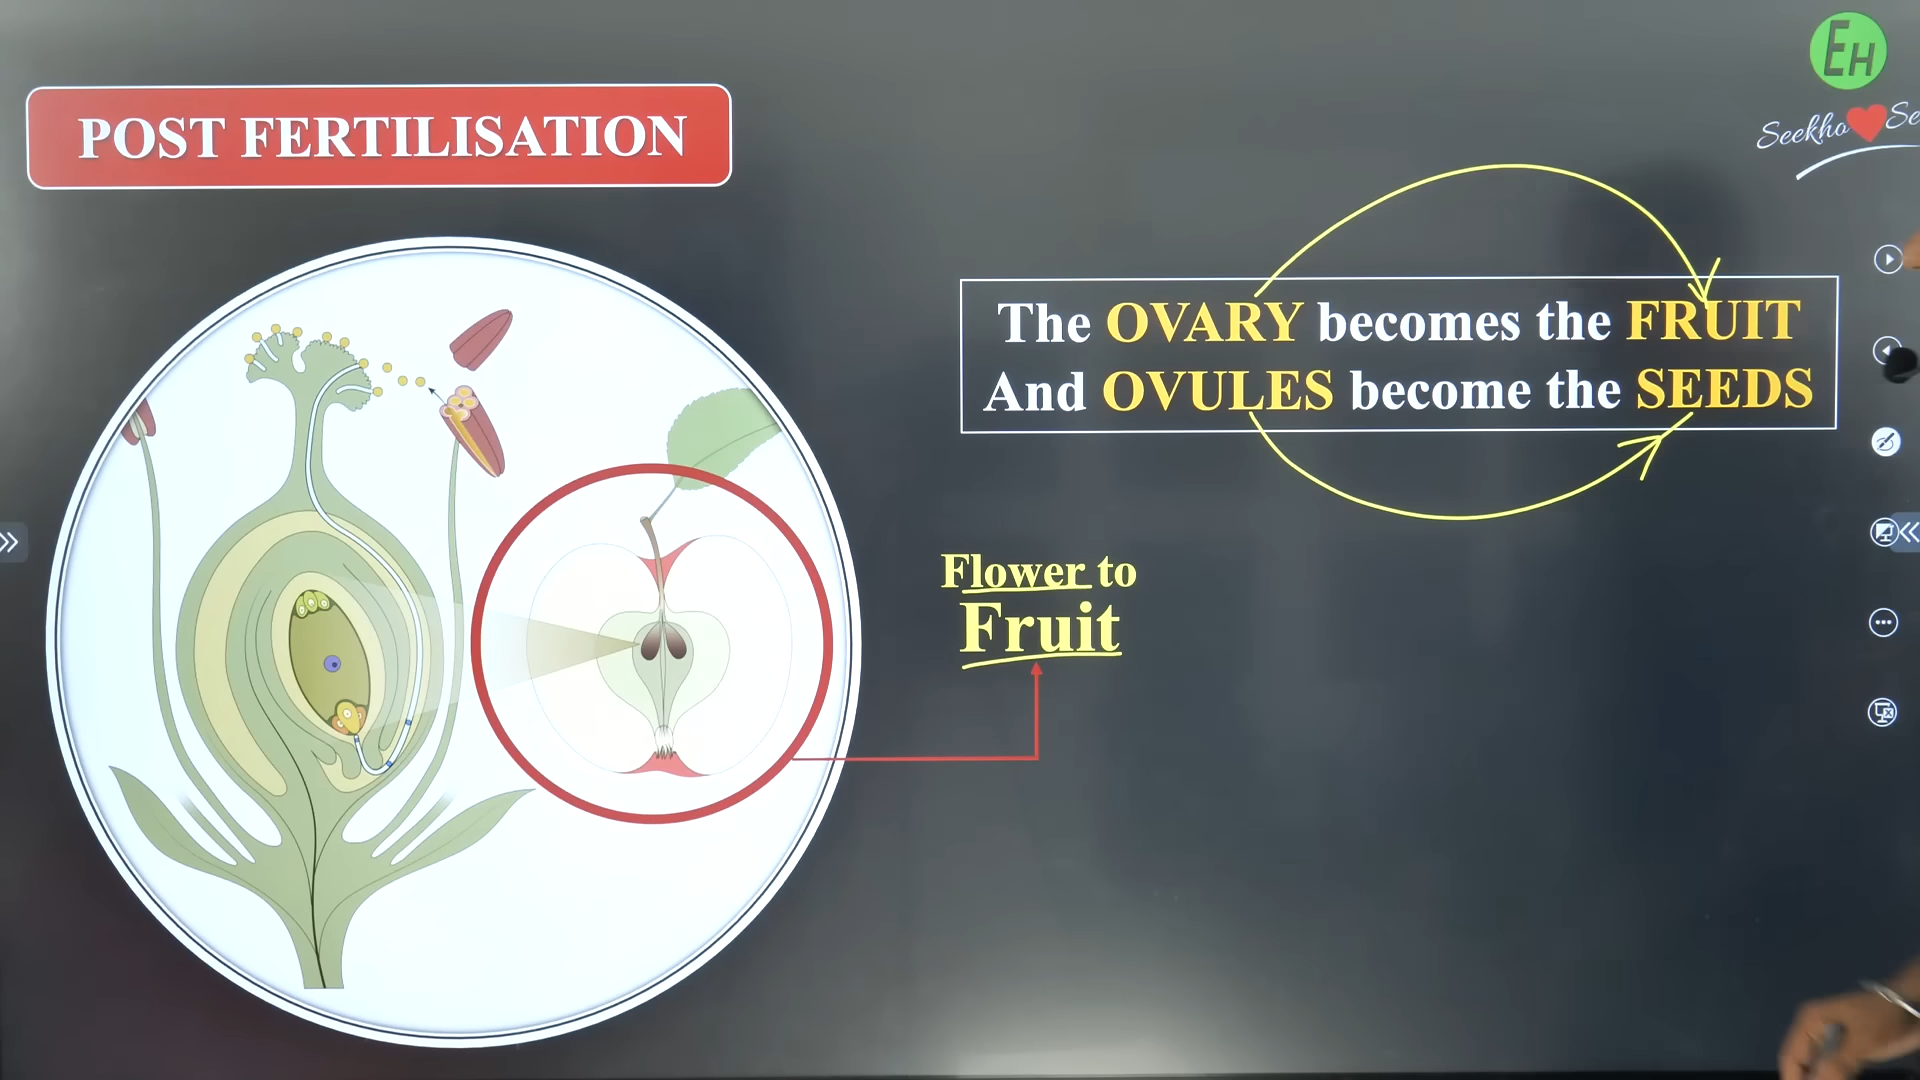 EH
Seekho
POST FERTILISATION
The OVARY becomes the FRUIT
And OVULES become the SEEDS
Flower to
Fruit